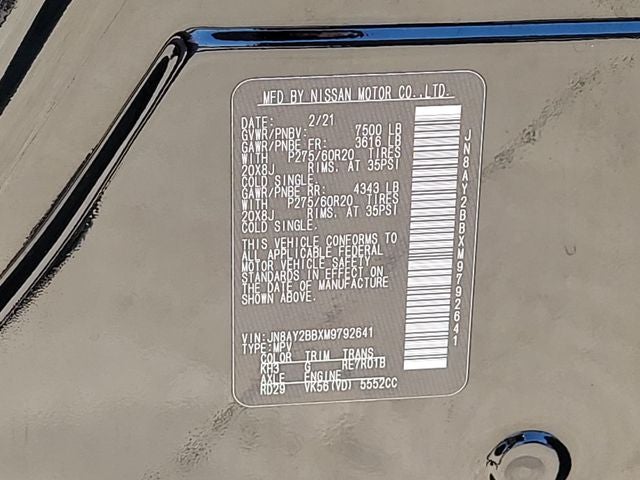 MFD BY NISSAN MOTOR CO.,LTD.
DATE: 2/21
GVWR/PNBV: 7500 LB
GAWR/PNBE FR: 3616 LB
WITH P275/60R20 TIRES
20X8J RIMS. AT 35PSI
COLD SINGLE.
GAWR/PNBE RR: 4343 LB
WITH P275/60R20 TIRES
20X8J RIMS. AT 35PSI
COLD SINGLE.
THIS VEHICLE CONFORMS TO
ALL APPLICABLE FEDERAL
MOTOR VEHICLE SAFETY
STANDARDS IN EFFECT ON
THE DATE OF MANUFACTURE
SHOWN ABOVE.
VIN:JN8AY2BBXM9792641
TYPE:MPV
COLOR TRIM TRANS
KH3 G RE7R01B
AXLE ENGINE
RD29 VK56(VD) 5552CC
JN8AY2BBXM9792641